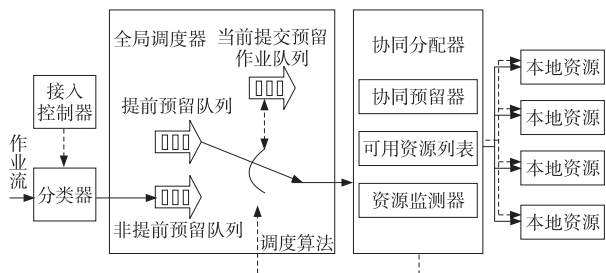 接入
控制器
作业流
分类器
全局调度器
当前提交预留
作业队列
提前预留队列
非提前预留队列
调度算法
协同分配器
协同预留器
可用资源列表
资源监测器
本地资源
本地资源
本地资源
本地资源